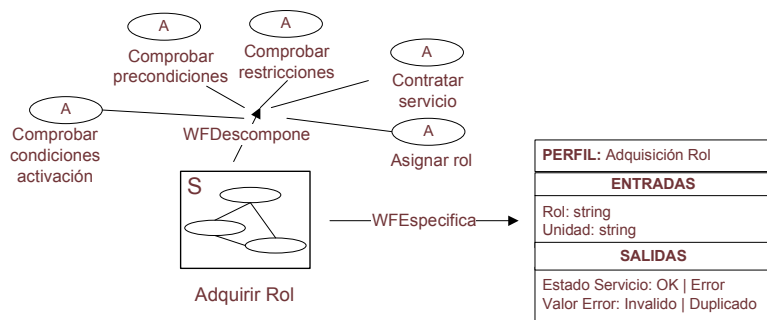 A
Comprobar
precondiciones
A
Comprobar
restricciones
A
Contratar
servicio
A
Comprobar
condiciones
activación
WFDescompone
A
Asignar rol
S
Adquirir Rol
WFEspecifica
PERFIL: Adquisición Rol
ENTRADAS
Rol: string
Unidad: string
SALIDAS
Estado Servicio: OK | Error
Valor Error: Invalido | Duplicado